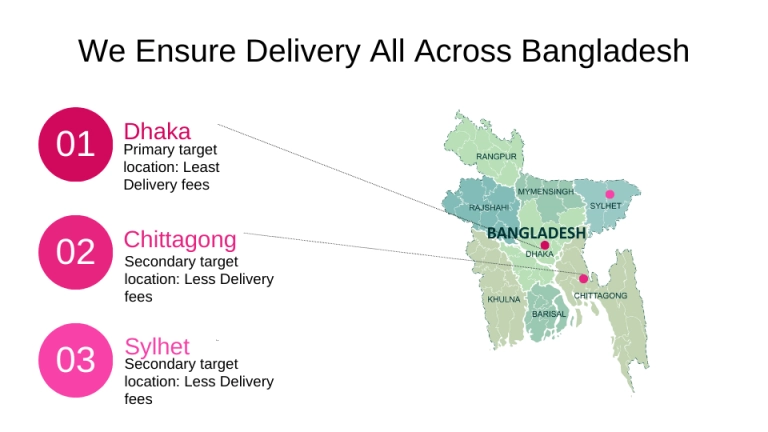 We Ensure Delivery All Across Bangladesh
01
Dhaka
Primary target
location: Least
Delivery fees
02
Chittagong
Secondary target
location: Less Delivery
fees
03
Sylhet
Secondary target
location: Less Delivery
fees
RANGPUR
MYMENSINGH
RAJSHAHI
SYLHET
BANGLADESH
DHAKA
KHULNA
CHITTAGONG
BARISAL